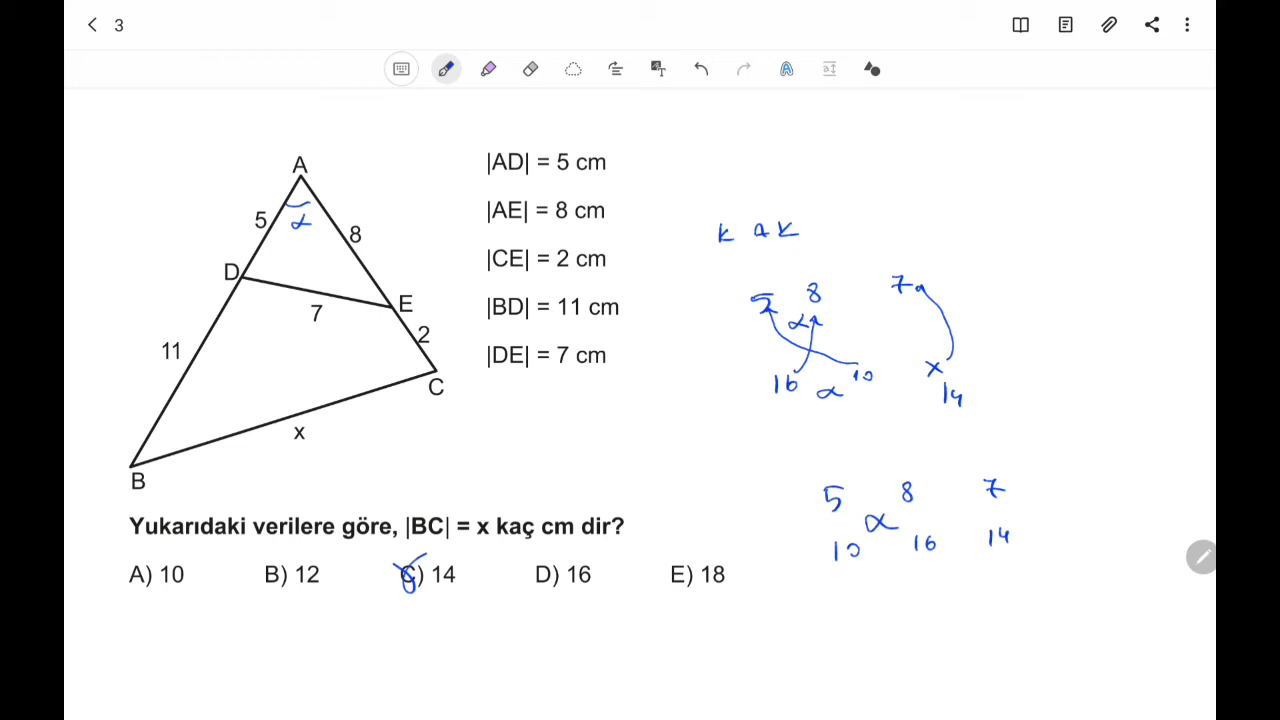 3
A
5
α
8
D
E
7
11
2
C
x
B
|AD| = 5 cm
|AE| = 8 cm
|CE| = 2 cm
|BD| = 11 cm
|DE| = 7 cm
K A K
5 8 7
α
16 α 10 x
14
5 8 7
α
10 16 14
Yukarıdaki verilere göre, |BC| = x kaç cm dir?
A) 10 B) 12 C) 14 D) 16 E) 18